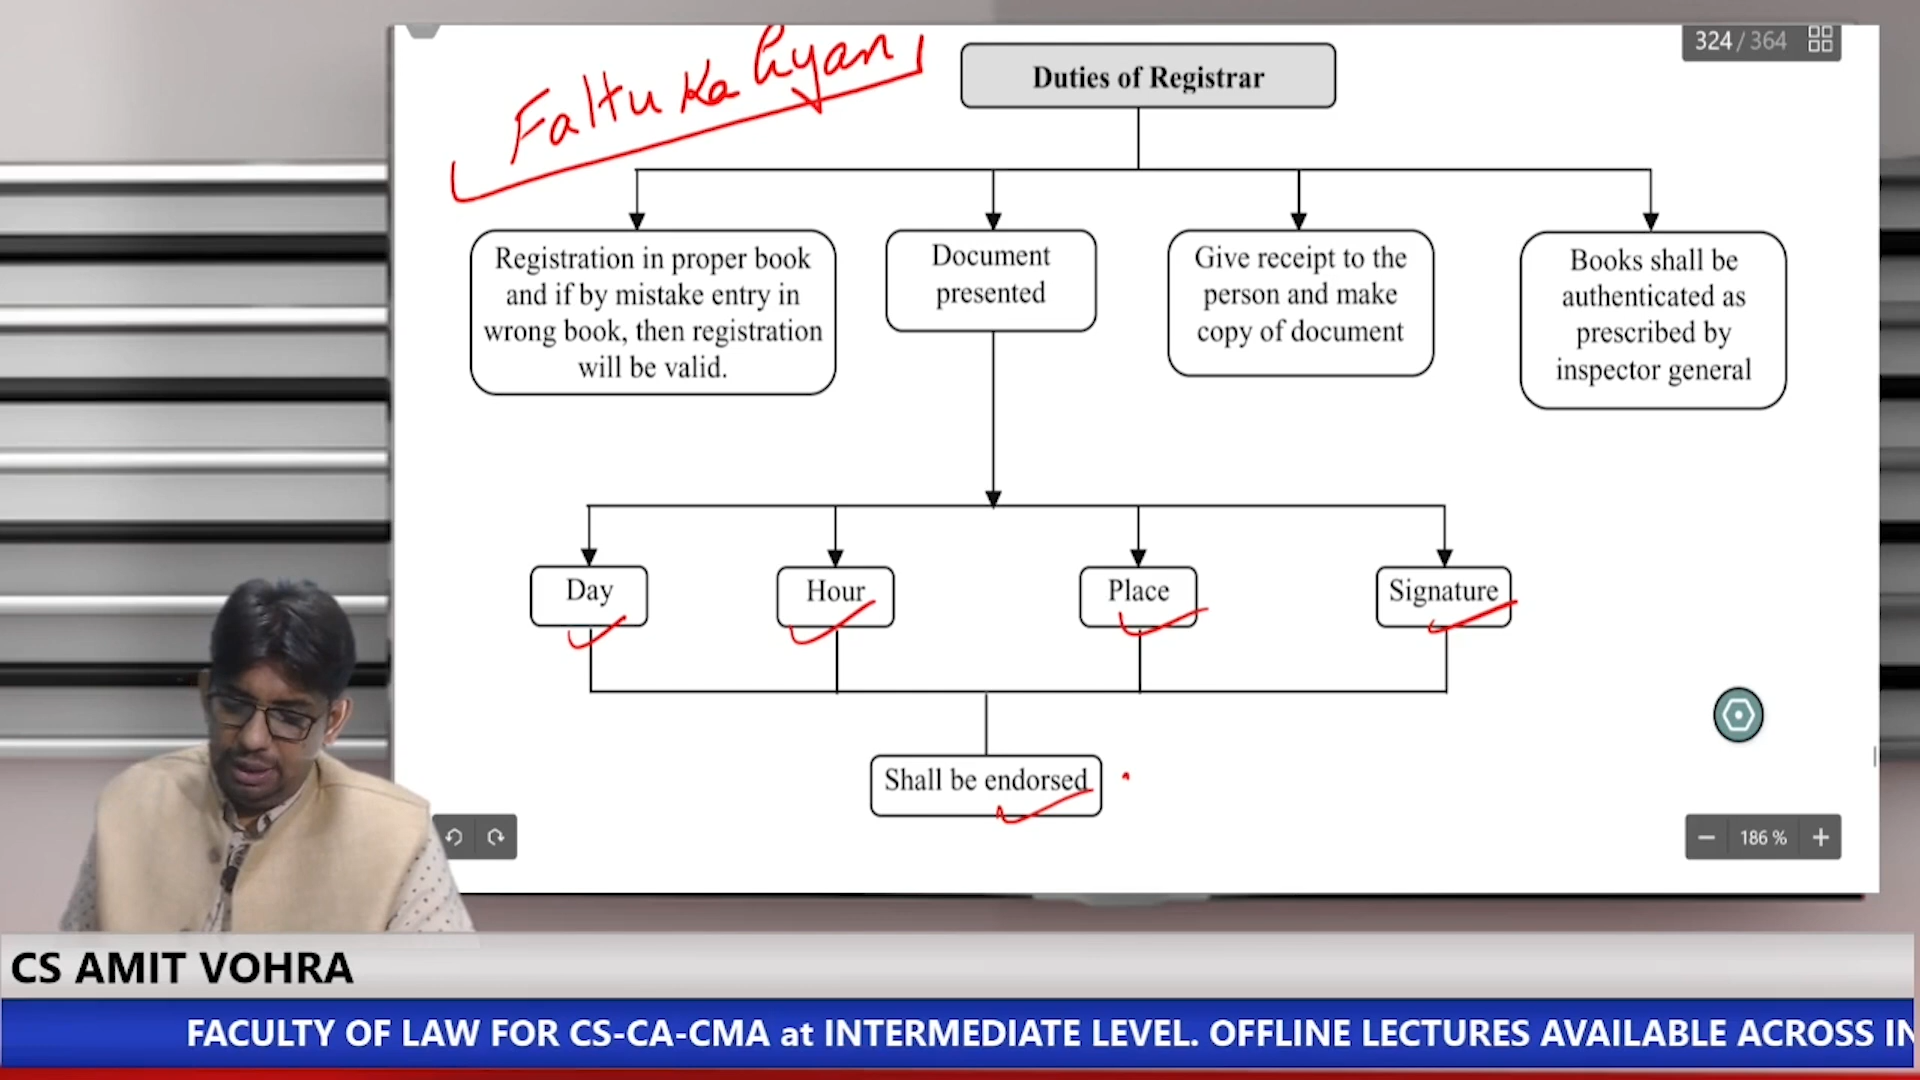 Faltu Ka Gyan
Duties of Registrar
324 / 364
Registration in proper book
and if by mistake entry in
wrong book, then registration
will be valid.
Document
presented
Give receipt to the
person and make
copy of document
Books shall be
authenticated as
prescribed by
inspector general
Day
Hour
Place
Signature
Shall be endorsed
186 %
CS AMIT VOHRA
FACULTY OF LAW FOR CS-CA-CMA at INTERMEDIATE LEVEL. OFFLINE LECTURES AVAILABLE ACROSS IN